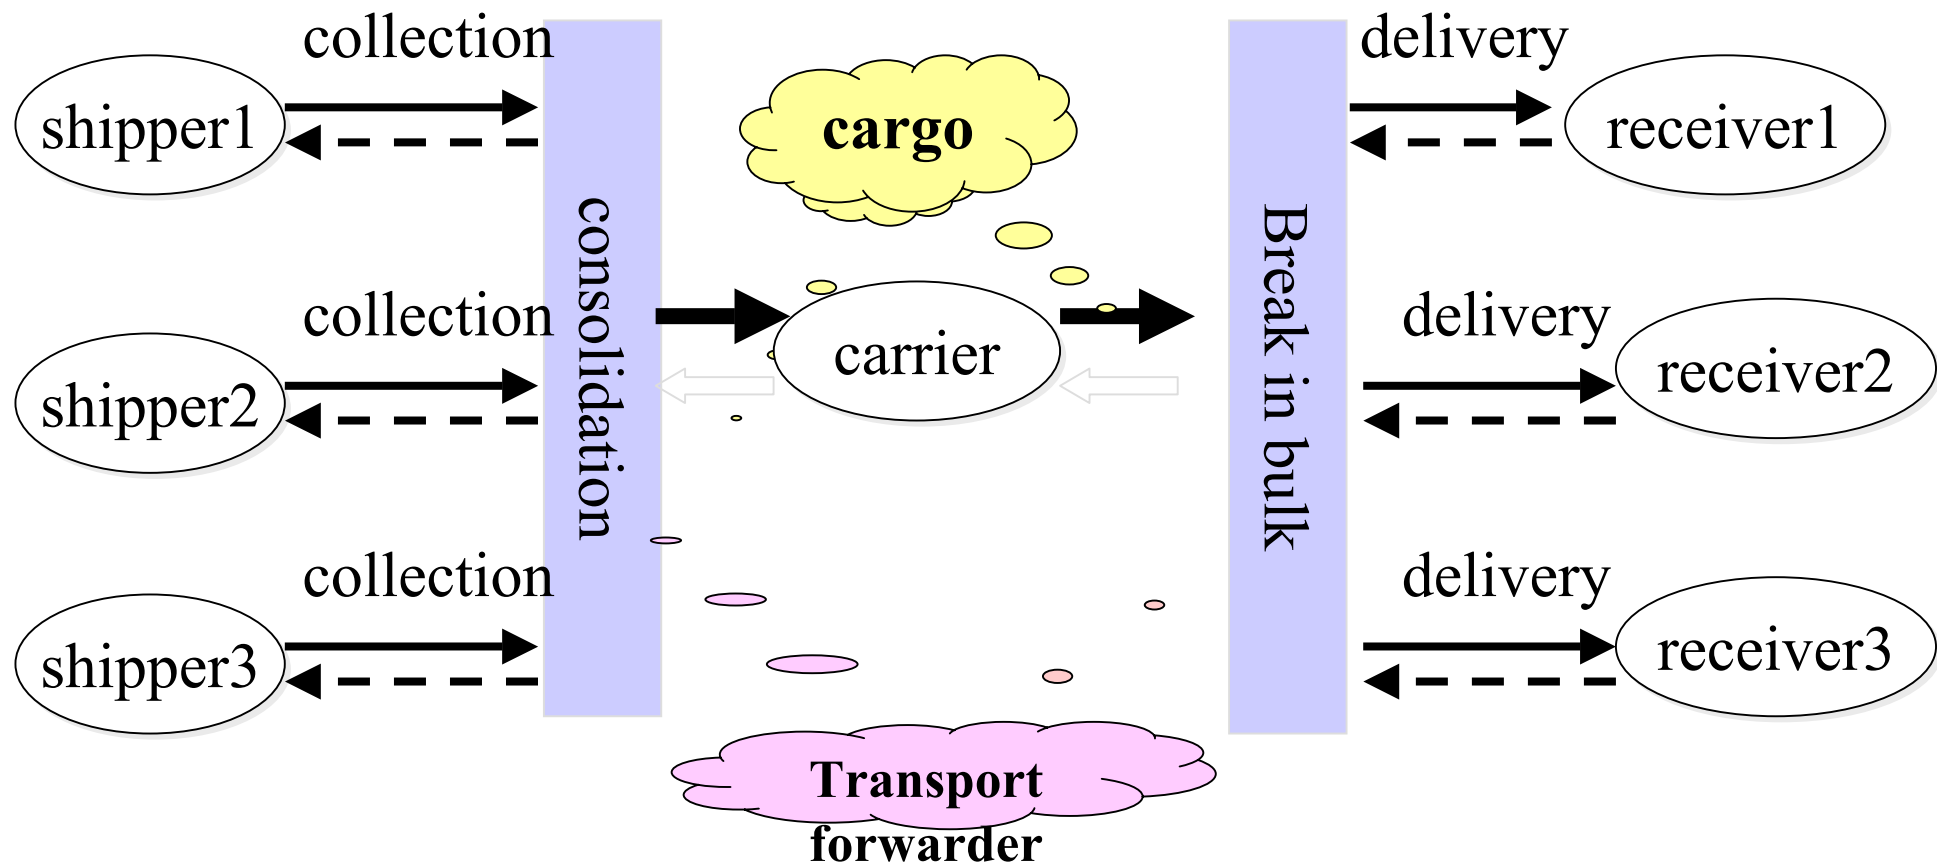 collection
delivery
shipper1
cargo
receiver1
consolidation
Break in bulk
collection
delivery
shipper2
carrier
receiver2
collection
delivery
shipper3
receiver3
Transport
forwarder